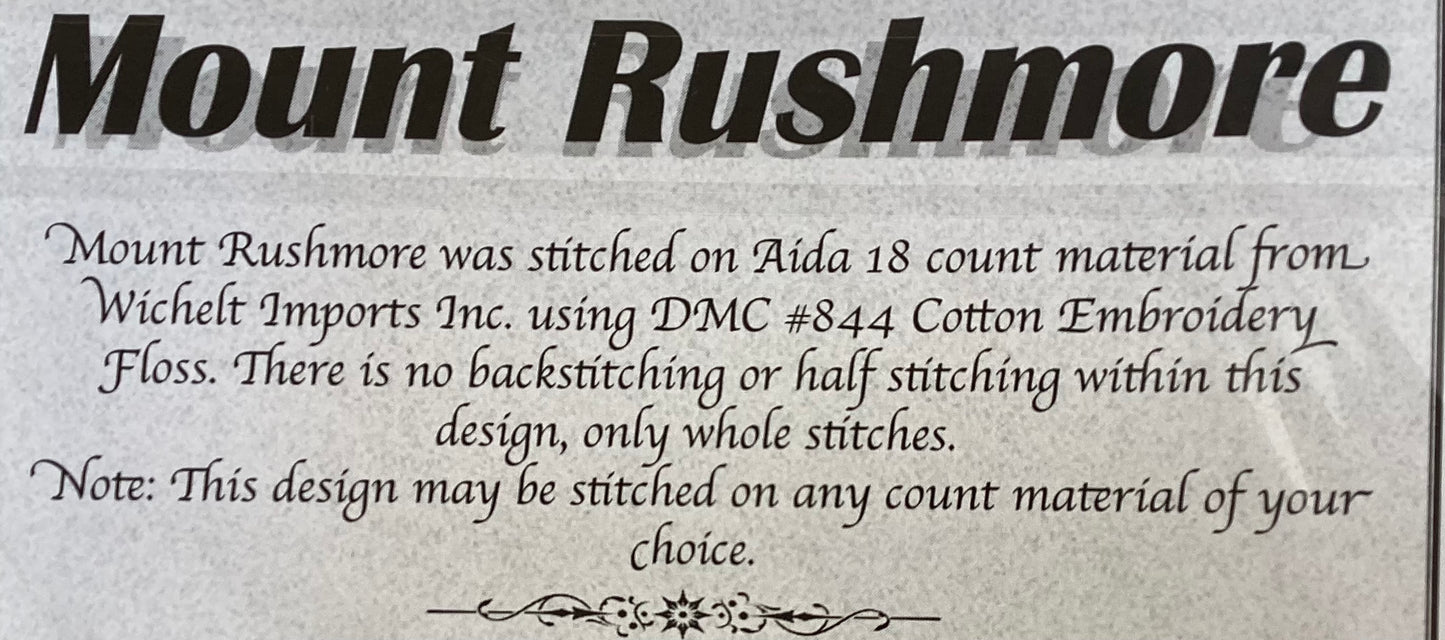 Mount Rushmore
Mount Rushmore was stitched on Aida 18 count material from
Wichelt Imports Inc. using DMC #844 Cotton Embroidery
Floss. There is no backstitching or half stitching within this
design, only whole stitches.
Note: This design may be stitched on any count material of your
choice.